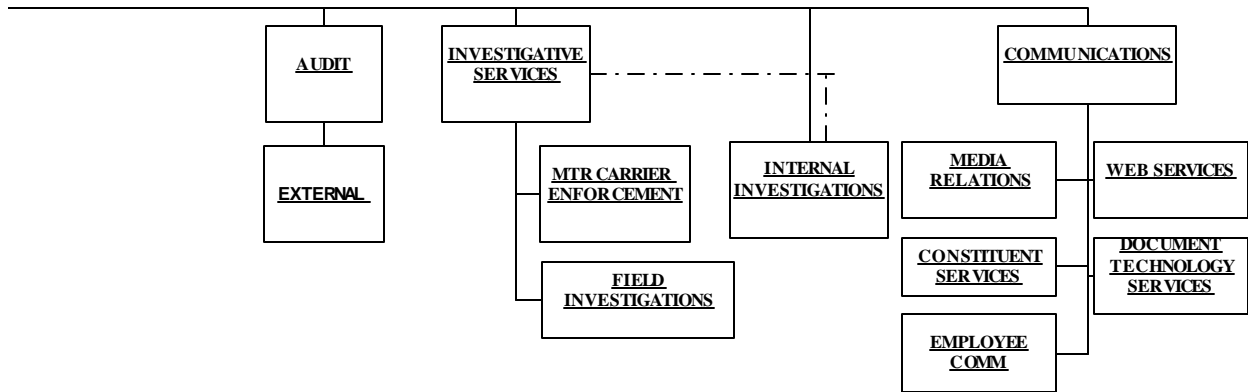 AUDIT
INVESTIGATIVE
SERVICES
COMMUNICATIONS
EXTERNAL
MTR CARRIER
ENFORCEMENT
INTERNAL
INVESTIGATIONS
MEDIA
RELATIONS
WEB SERVICES
FIELD
INVESTIGATIONS
CONSTITUENT
SERVICES
DOCUMENT
TECHNOLOGY
SERVICES
EMPLOYEE
COMM